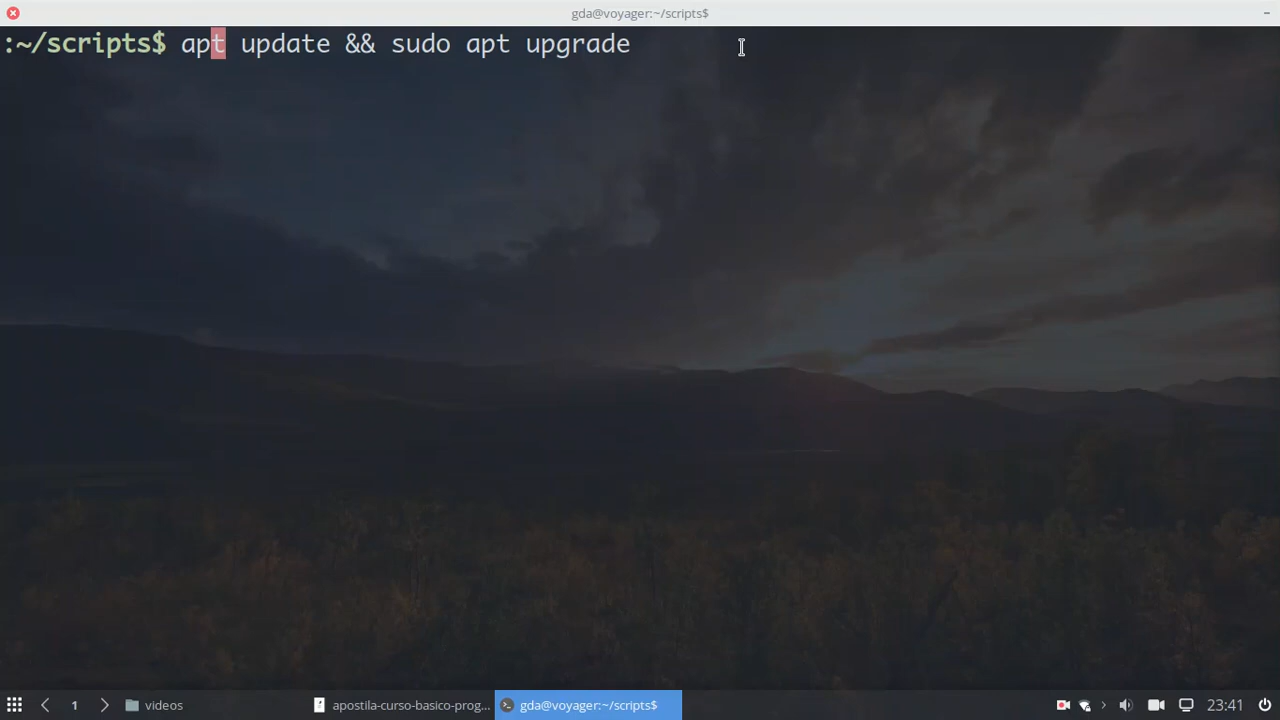 gda@voyager:~/scripts$
:~/scripts$ apt update && sudo apt upgrade
1 videos apostila-curso-basico-prog... gda@voyager:~/scripts$ 23:41